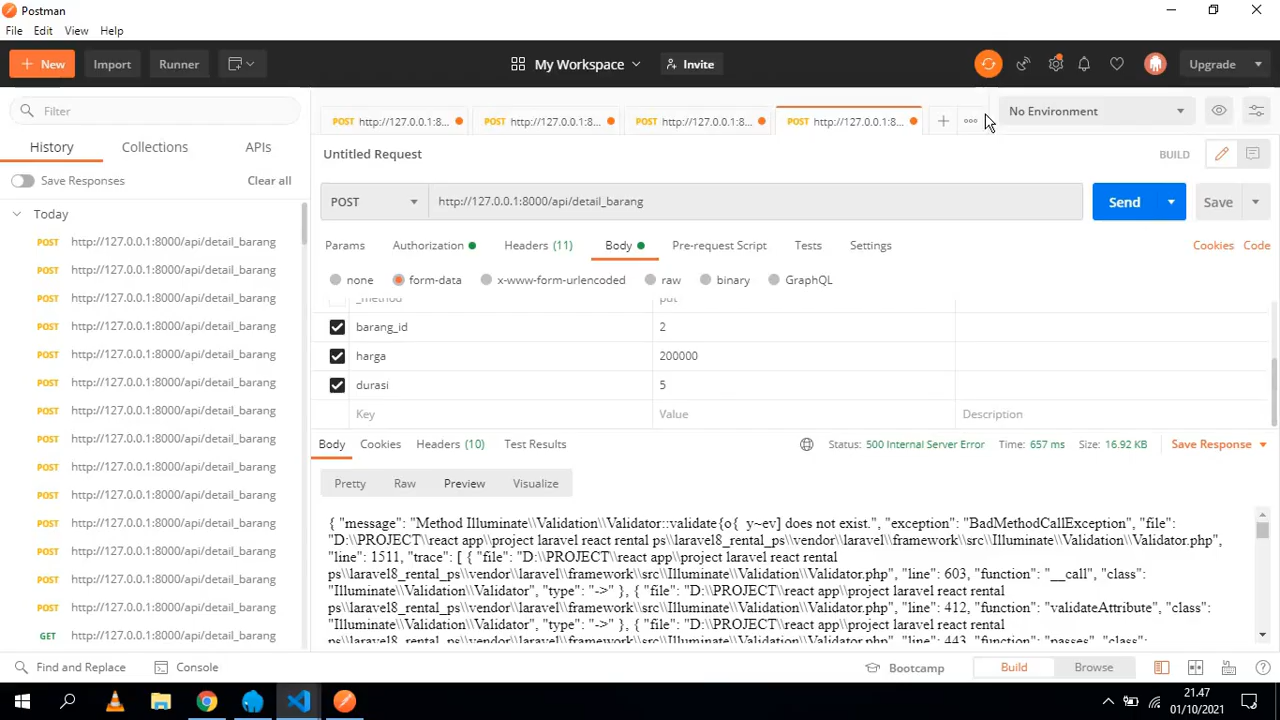 Postman
File Edit View Help
New Import Runner My Workspace Invite Upgrade
Filter
POST http://127.0.0.1:8... POST http://127.0.0.1:8... POST http://127.0.0.1:8... POST http://127.0.0.1:8... No Environment
History Collections APIs
Untitled Request BUILD
Save Responses Clear all
POST http://127.0.0.1:8000/api/detail_barang Send Save
Today
Params Authorization Headers (11) Body Pre-request Script Tests Settings Cookies Code
none form-data x-www-form-urlencoded raw binary GraphQL
_method put
barang_id 2
harga 200000
durasi 5
Key Value Description
POST http://127.0.0.1:8000/api/detail_barang
POST http://127.0.0.1:8000/api/detail_barang
POST http://127.0.0.1:8000/api/detail_barang
POST http://127.0.0.1:8000/api/detail_barang
POST http://127.0.0.1:8000/api/detail_barang
POST http://127.0.0.1:8000/api/detail_barang
POST http://127.0.0.1:8000/api/detail_barang
POST http://127.0.0.1:8000/api/detail_barang
POST http://127.0.0.1:8000/api/detail_barang
POST http://127.0.0.1:8000/api/detail_barang
POST http://127.0.0.1:8000/api/detail_barang
POST http://127.0.0.1:8000/api/detail_barang
POST http://127.0.0.1:8000/api/detail_barang
POST http://127.0.0.1:8000/api/detail_barang
GET http://127.0.0.1:8000/api/detail_barang
Body Cookies Headers (10) Test Results Status: 500 Internal Server Error Time: 657 ms Size: 16.92 KB Save Response
Pretty Raw Preview Visualize
{ "message": "Method Illuminate\\Validation\\Validator::validate{o{ y~ev] does not exist.", "exception": "BadMethodCallException", "file":
"D:\\PROJECT\\react app\\project laravel react rental ps\\laravel8_rental_ps\\vendor\\laravel\\framework\\src\\Illuminate\\Validation\\Validator.php",
"line": 1511, "trace": [ { "file": "D:\\PROJECT\\react app\\project laravel react rental
ps\\laravel8_rental_ps\\vendor\\laravel\\framework\\src\\Illuminate\\Validation\\Validator.php", "line": 603, "function": "__call", "class":
"Illuminate\\Validation\\Validator", "type": "->" }, { "file": "D:\\PROJECT\\react app\\project laravel react rental
ps\\laravel8_rental_ps\\vendor\\laravel\\framework\\src\\Illuminate\\Validation\\Validator.php", "line": 412, "function": "validateAttribute", "class":
"Illuminate\\Validation\\Validator", "type": "->" }, { "file": "D:\\PROJECT\\react app\\project laravel react rental
ps\\laravel8_rental_ps\\vendor\\laravel\\framework\\src\\Illuminate\\Validation\\Validator.php", "line": 443, "function": "passes", "class":
Find and Replace Console Bootcamp Build Browse
21.47
01/10/2021